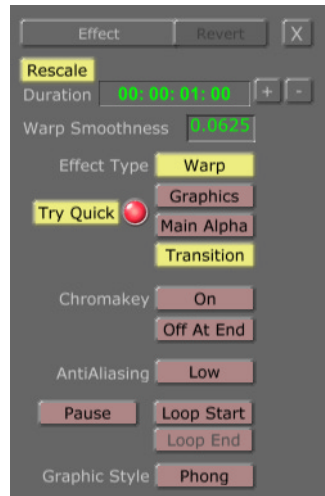 Effect Revert X
Rescale
Duration 00: 00: 01: 00 + -
Warp Smoothness 0.0625
Effect Type Warp
Graphics
Try Quick
Main Alpha
Transition
Chromakey On
Off At End
AntiAliasing Low
Pause Loop Start
Loop End
Graphic Style Phong